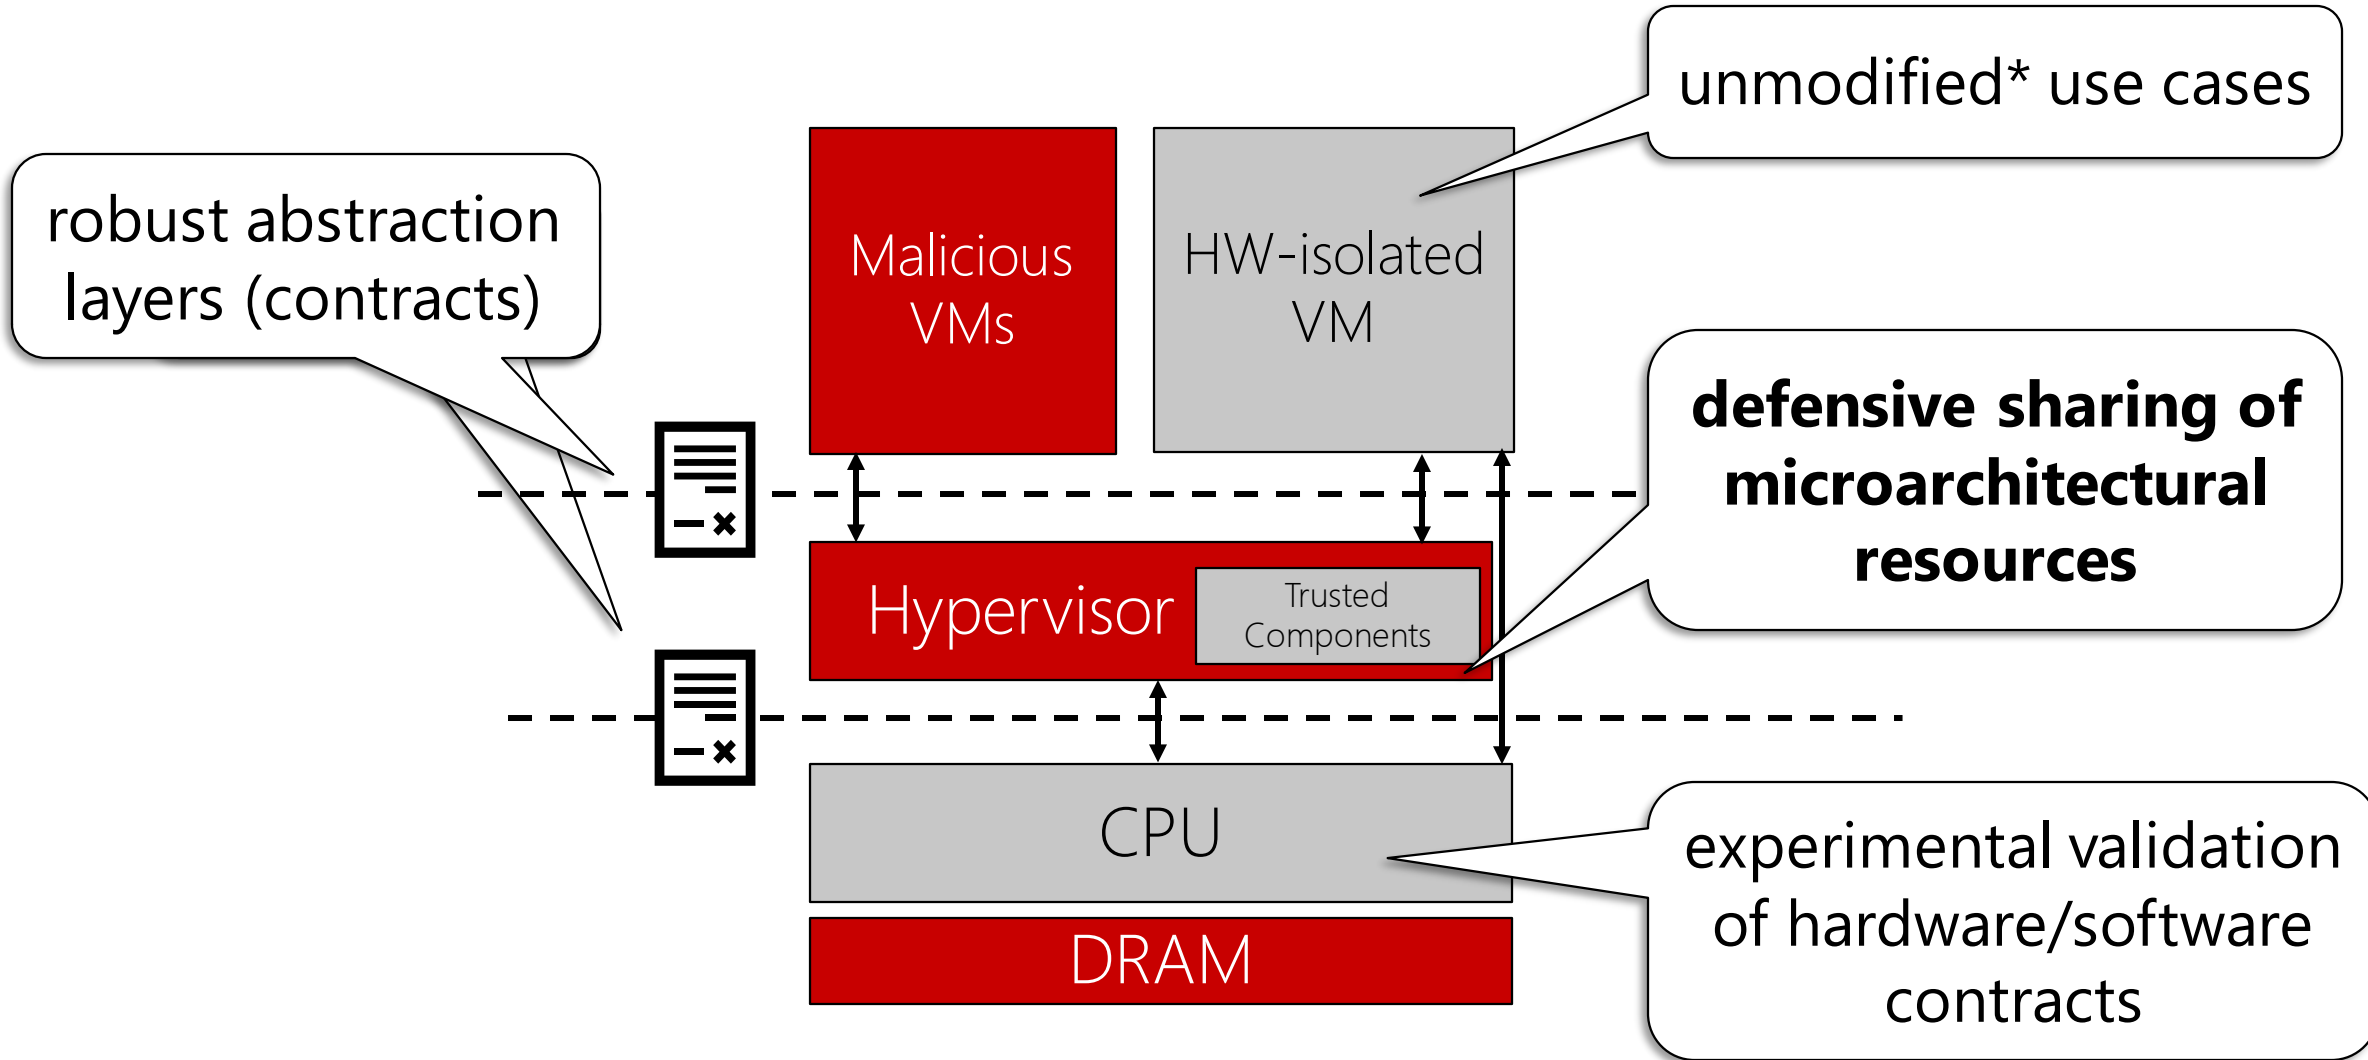 unmodified* use cases
robust abstraction
layers (contracts)
Malicious
VMs
HW-isolated
VM
defensive sharing of
microarchitectural
resources
Hypervisor
Trusted
Components
CPU
experimental validation
of hardware/software
contracts
DRAM